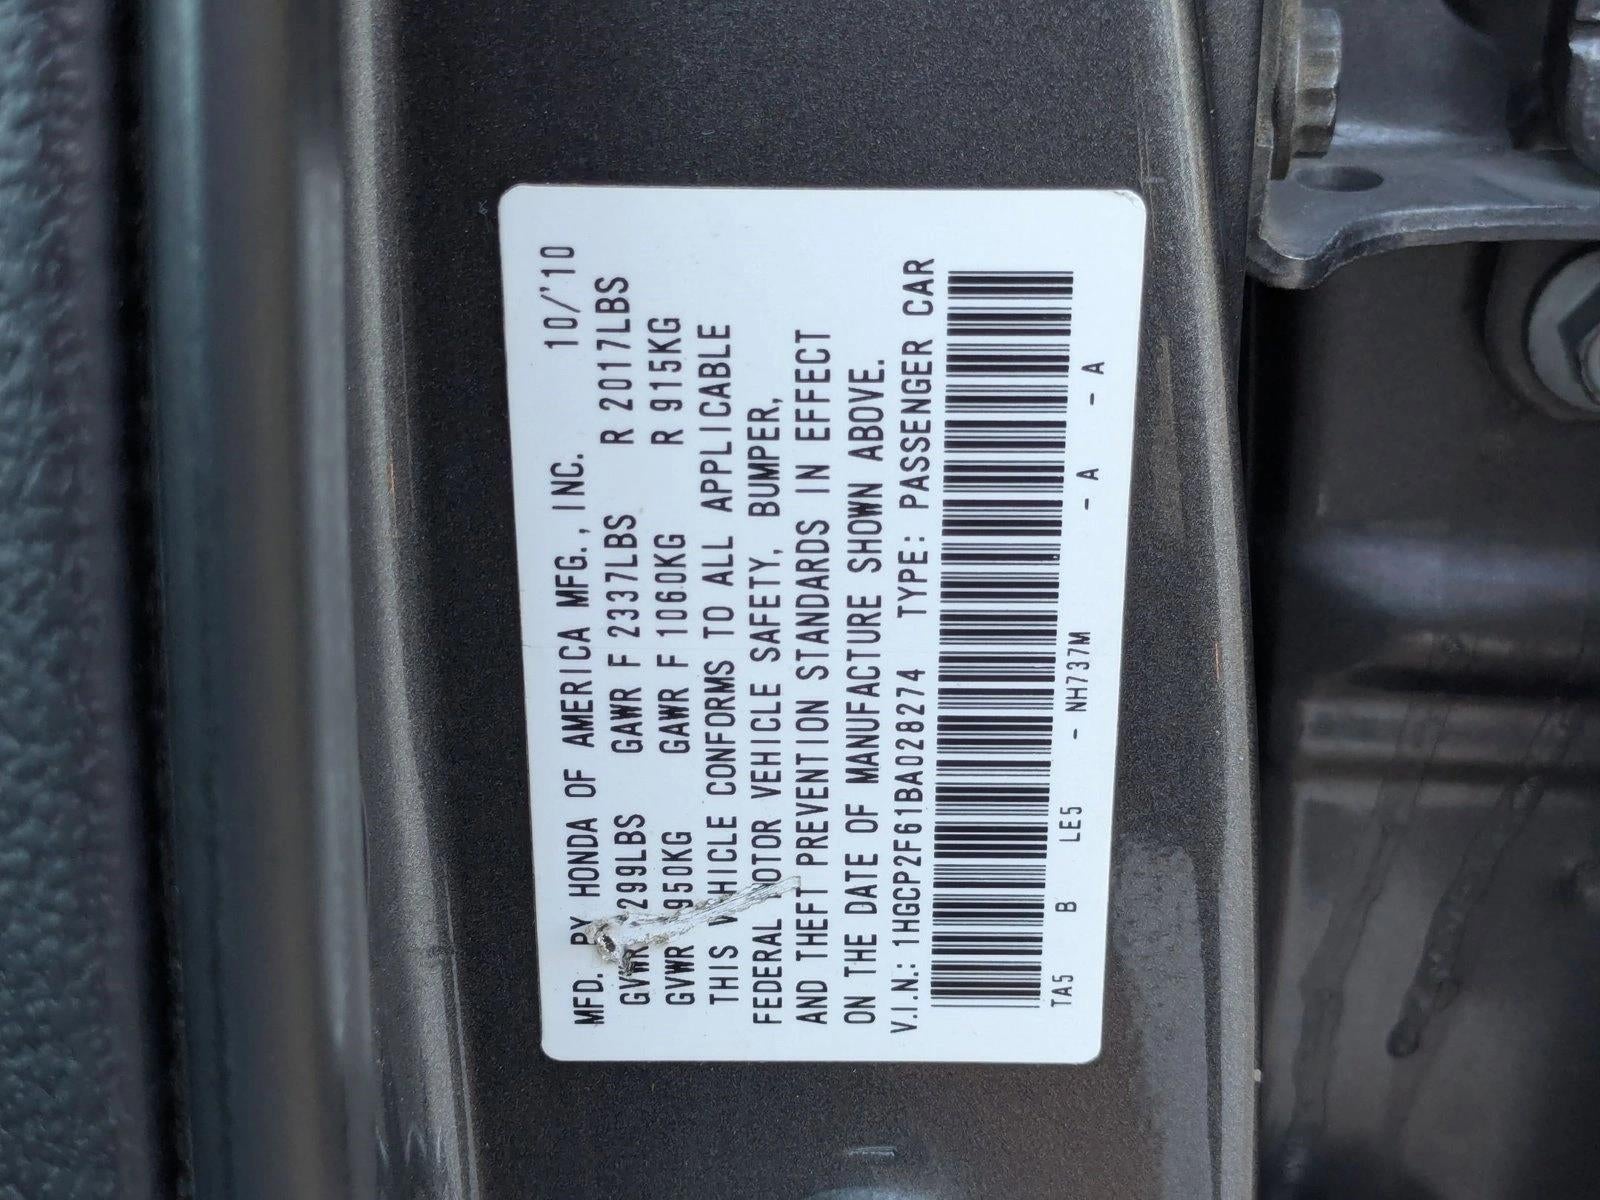 MFD. BY HONDA OF AMERICA MFG., INC. 10/'10
GVWR 299LBS GAWR F 2337LBS R 2017LBS
GVWR 950KG GAWR F 1060KG R 915KG
THIS VEHICLE CONFORMS TO ALL APPLICABLE
FEDERAL MOTOR VEHICLE SAFETY, BUMPER,
AND THEFT PREVENTION STANDARDS IN EFFECT
ON THE DATE OF MANUFACTURE SHOWN ABOVE.
V.I.N.: 1HGCP2F61BA028274 TYPE: PASSENGER CAR
TA5 B LE5 - NH737M - A - A